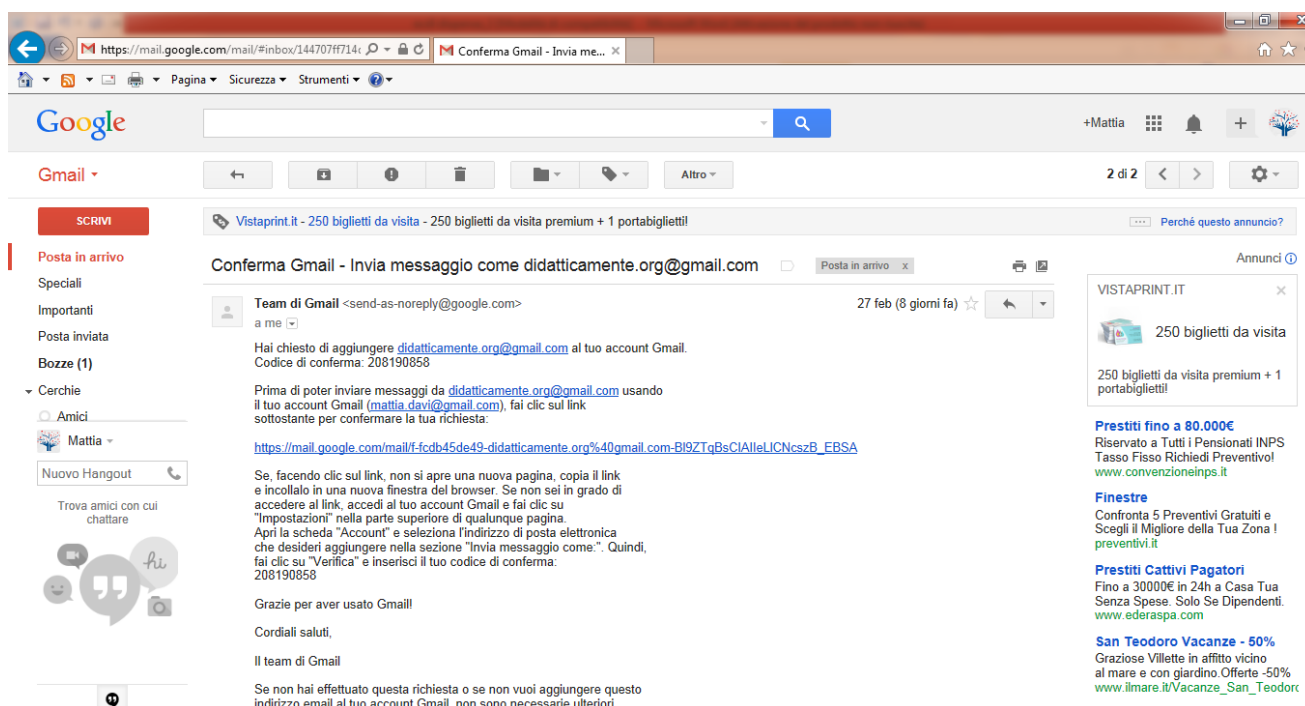 https://mail.google.com/mail/#inbox/144707ff714c
Conferma Gmail - Invia me...
Pagina Sicurezza Strumenti
Google
+Mattia
Gmail
Altro
2 di 2
SCRIVI
Vistaprint.it - 250 biglietti da visita - 250 biglietti da visita premium + 1 portabiglietti!
Perché questo annuncio?
Posta in arrivo
Speciali
Importanti
Posta inviata
Bozze (1)
Cerchie
Amici
Mattia
Nuovo Hangout
Trova amici con cui
chattare
hi
Conferma Gmail - Invia messaggio come didatticamente.org@gmail.com
Posta in arrivo x
Team di Gmail <send-as-noreply@google.com>
27 feb (8 giorni fa)
a me
Hai chiesto di aggiungere didatticamente.org@gmail.com al tuo account Gmail.
Codice di conferma: 208190858
Prima di poter inviare messaggi da didatticamente.org@gmail.com usando
il tuo account Gmail (mattia.davi@gmail.com), fai clic sul link
sottostante per confermare la tua richiesta:
https://mail.google.com/mail/f-fcdb45de49-didatticamente.org%40gmail.com-BI9ZTqBsCIAIIeLICNcszB_EBSA
Se, facendo clic sul link, non si apre una nuova pagina, copia il link
e incollalo in una nuova finestra del browser. Se non sei in grado di
accedere al link, accedi al tuo account Gmail e fai clic su
"Impostazioni" nella parte superiore di qualunque pagina.
Apri la scheda "Account" e seleziona l'indirizzo di posta elettronica
che desideri aggiungere nella sezione "Invia messaggio come:". Quindi,
fai clic su "Verifica" e inserisci il tuo codice di conferma:
208190858
Grazie per aver usato Gmail!
Cordiali saluti,
Il team di Gmail
Se non hai effettuato questa richiesta o se non vuoi aggiungere questo
indirizzo email al tuo account Gmail, non sono necessarie ulteriori
Annunci
VISTAPRINT.IT
250 biglietti da visita
250 biglietti da visita premium + 1
portabiglietti!
Prestiti fino a 80.000€
Riservato a Tutti i Pensionati INPS
Tasso Fisso Richiedi Preventivo!
www.convenzioneinps.it
Finestre
Confronta 5 Preventivi Gratuiti e
Scegli il Migliore della Tua Zona !
preventivi.it
Prestiti Cattivi Pagatori
Fino a 30000€ in 24h a Casa Tua
Senza Spese. Solo Se Dipendenti.
www.ederaspa.com
San Teodoro Vacanze - 50%
Graziose Villette in affitto vicino
al mare e con giardino.Offerte -50%
www.ilmare.it/Vacanze_San_Teodoro